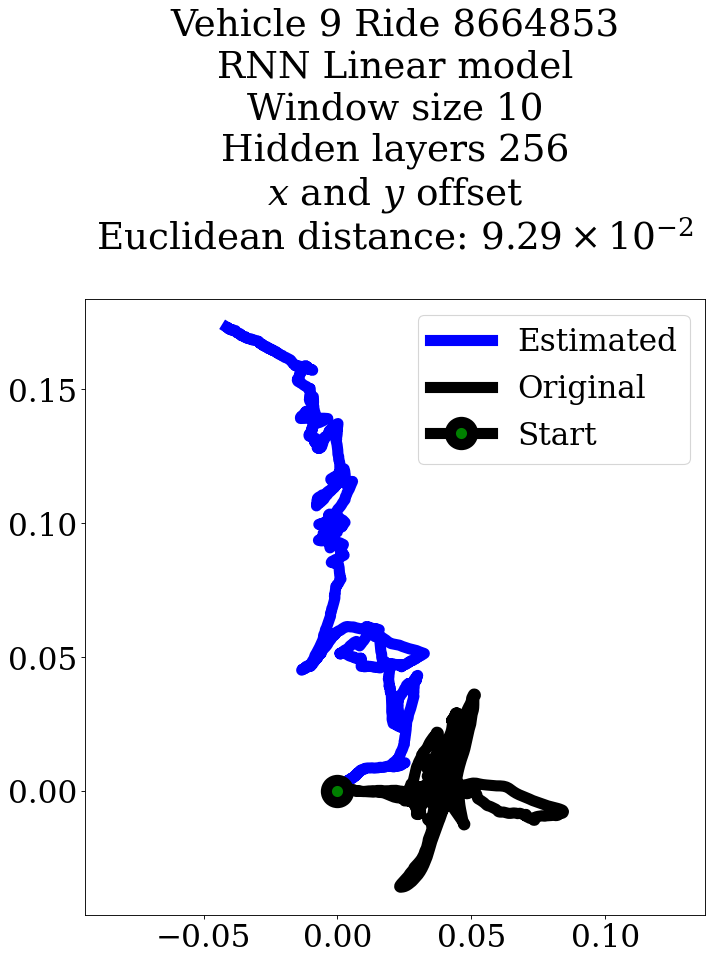 Vehicle 9 Ride 8664853
RNN Linear model
Window size 10
Hidden layers 256
x and y offset
Euclidean distance: 9.29 × 10⁻²
Estimated
Original
Start
0.15
0.10
0.05
0.00
−0.05 0.00 0.05 0.10